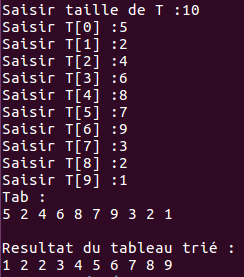 Saisir taille de T :10
Saisir T[0] :5
Saisir T[1] :2
Saisir T[2] :4
Saisir T[3] :6
Saisir T[4] :8
Saisir T[5] :7
Saisir T[6] :9
Saisir T[7] :3
Saisir T[8] :2
Saisir T[9] :1
Tab :
5 2 4 6 8 7 9 3 2 1
Resultat du tableau trié :
1 2 2 3 4 5 6 7 8 9